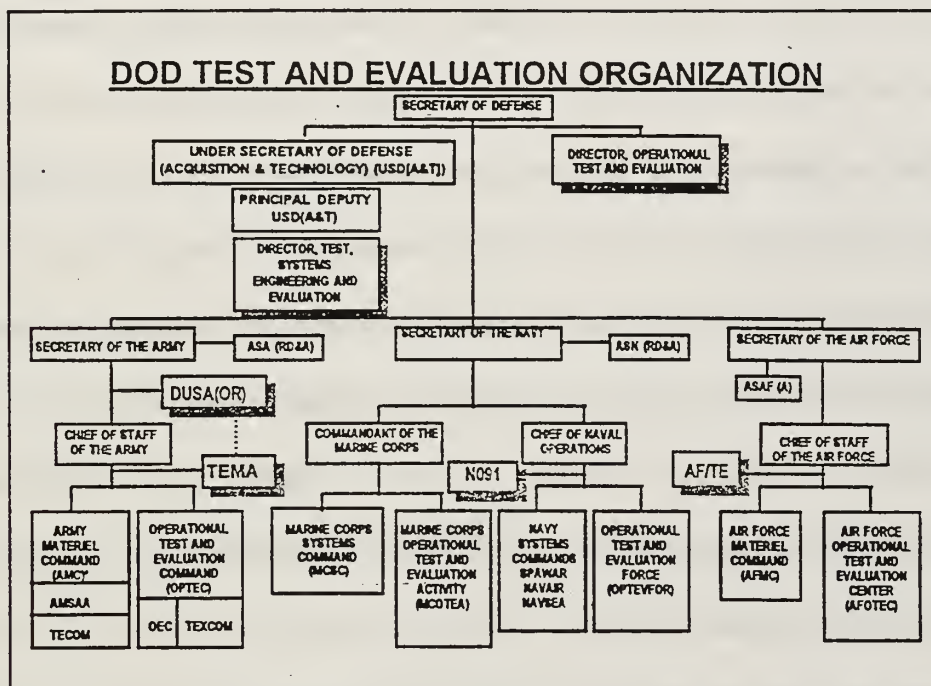 DOD TEST AND EVALUATION ORGANIZATION
SECRETARY OF DEFENSE
UNDER SECRETARY OF DEFENSE
(ACQUISITION & TECHNOLOGY) (USD[A&T])
DIRECTOR, OPERATIONAL
TEST AND EVALUATION
PRINCIPAL DEPUTY
USD(A&T)
DIRECTOR, TEST,
SYSTEMS
ENGINEERING AND
EVALUATION
SECRETARY OF THE ARMY
ASA (RD&A)
SECRETARY OF THE NAVY
ASN (RD&A)
SECRETARY OF THE AIR FORCE
ASAF (A)
DUSA(OR)
CHIEF OF STAFF
OF THE ARMY
TEMA
COMMANDANT OF THE
MARINE CORPS
CHIEF OF NAVAL
OPERATIONS
N091
CHIEF OF STAFF
OF THE AIR FORCE
AF/TE
ARMY
MATERIEL
COMMAND
(AMC)
AMSAA
TECOM
OPERATIONAL
TEST AND
EVALUATION
COMMAND
(OPTEC)
OEC
TEXCOM
MARINE CORPS
SYSTEMS
COMMAND
(MCSC)
MARINE CORPS
OPERATIONAL
TEST AND
EVALUATION
ACTIVITY
(MCOTEA)
NAVY
SYSTEMS
COMMANDS
SPAWAR
NAVAIR
NAVSEA
OPERATIONAL
TEST AND
EVALUATION
FORCE
(OPTEVFOR)
AIR FORCE
MATERIEL
COMMAND
(AFMC)
AIR FORCE
OPERATIONAL
TEST AND
EVALUATION
CENTER
(AFOTEC)